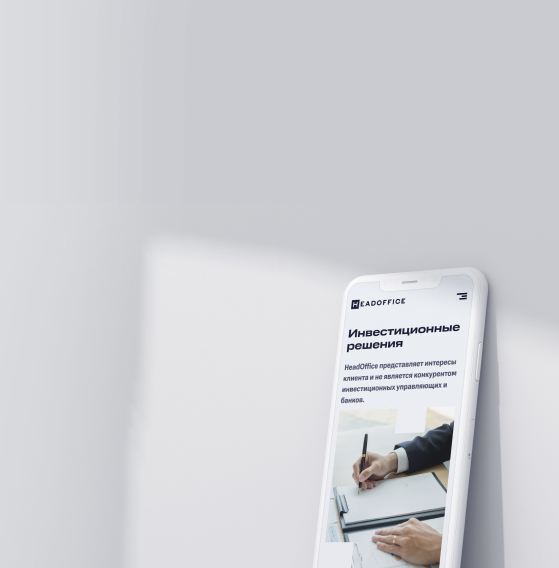 HEADOFFICE
Инвестиционные
решения
HeadOffice представляет интересы
клиента и не является конкурентом
инвестиционных управляющих и
банков.